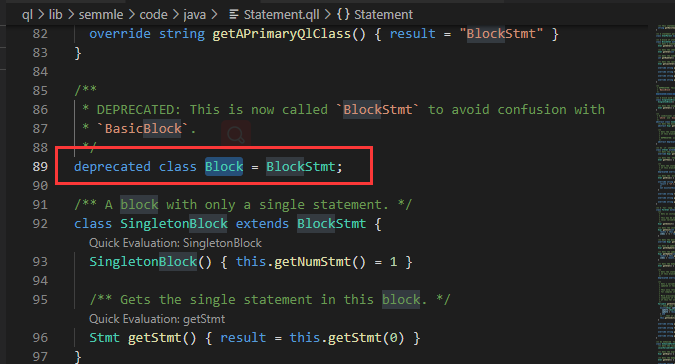 ql > lib > semmle > code > java > Statement.qll > {} Statement
82 override string getAPrimaryQlClass() { result = "BlockStmt" }
83 }
84
85 /**
86 * DEPRECATED: This is now called `BlockStmt` to avoid confusion with
87 * `BasicBlock`.
88 */
89 deprecated class Block = BlockStmt;
90
91 /** A block with only a single statement. */
92 class SingletonBlock extends BlockStmt {
Quick Evaluation: SingletonBlock
93 SingletonBlock() { this.getNumStmt() = 1 }
94
95 /** Gets the single statement in this block. */
Quick Evaluation: getStmt
96 Stmt getStmt() { result = this.getStmt(0) }
97 }